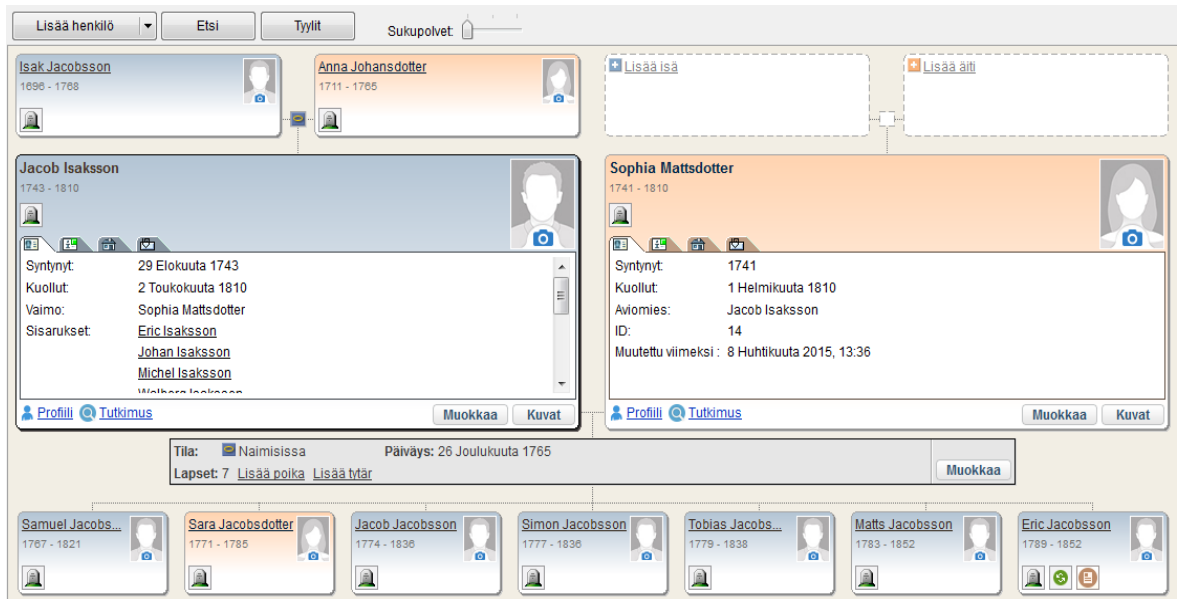 Lisää henkilö
Etsi
Tyylit
Sukupolvet:
Isak Jacobsson
1696 - 1768
Anna Johansdotter
1711 - 1765
Lisää isä
Lisää äiti
Jacob Isaksson
1743 - 1810
Syntynyt: 29 Elokuuta 1743
Kuollut: 2 Toukokuuta 1810
Vaimo: Sophia Mattsdotter
Sisarukset: Eric Isaksson
Johan Isaksson
Michel Isaksson
Profiili Tutkimus Muokkaa Kuvat
Sophia Mattsdotter
1741 - 1810
Syntynyt: 1741
Kuollut: 1 Helmikuuta 1810
Aviomies: Jacob Isaksson
ID: 14
Muutettu viimeksi : 8 Huhtikuuta 2015, 13:36
Profiili Tutkimus Muokkaa Kuvat
Tila: Naimisissa Päiväys: 26 Joulukuuta 1765
Lapset: 7 Lisää poika Lisää tytär
Muokkaa
Samuel Jacobs...
1767 - 1821
Sara Jacobsdotter
1771 - 1785
Jacob Jacobsson
1774 - 1836
Simon Jacobsson
1777 - 1836
Tobias Jacobs...
1779 - 1838
Matts Jacobsson
1783 - 1852
Eric Jacobsson
1789 - 1852